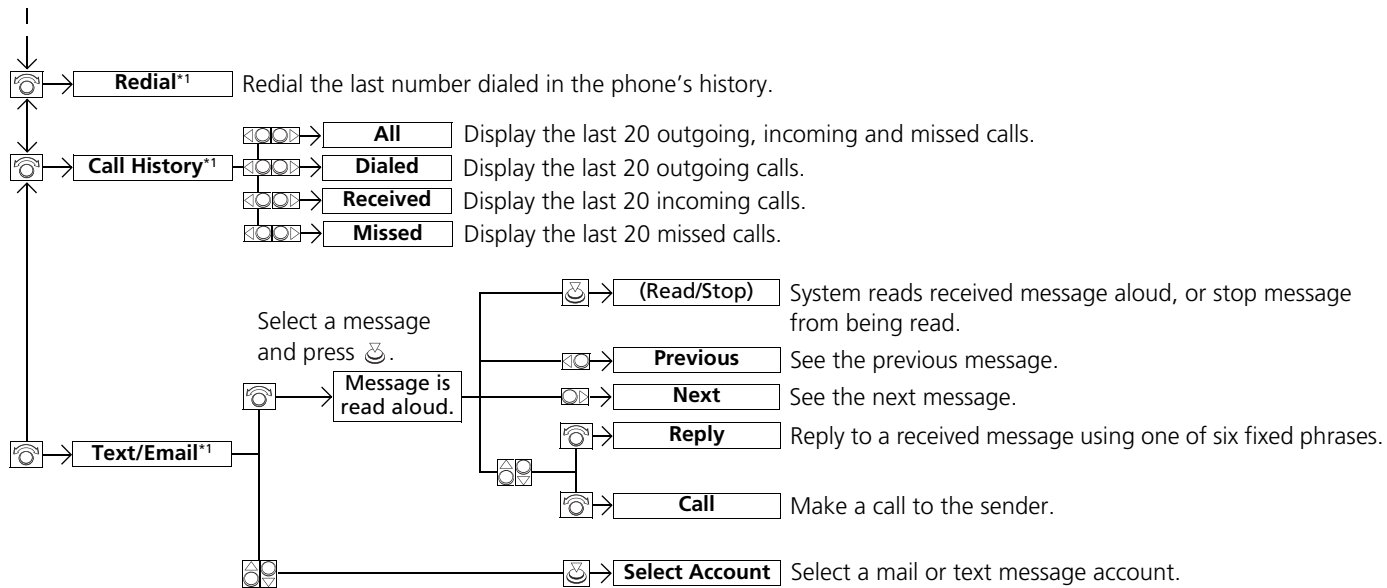 Redial*1 Redial the last number dialed in the phone's history.
All Display the last 20 outgoing, incoming and missed calls.
Call History*1 Dialed Display the last 20 outgoing calls.
Received Display the last 20 incoming calls.
Missed Display the last 20 missed calls.
(Read/Stop) System reads received message aloud, or stop message
from being read.
Select a message
and press .
Previous See the previous message.
Message is
read aloud.
Next See the next message.
Reply Reply to a received message using one of six fixed phrases.
Text/Email*1
Call Make a call to the sender.
Select Account Select a mail or text message account.